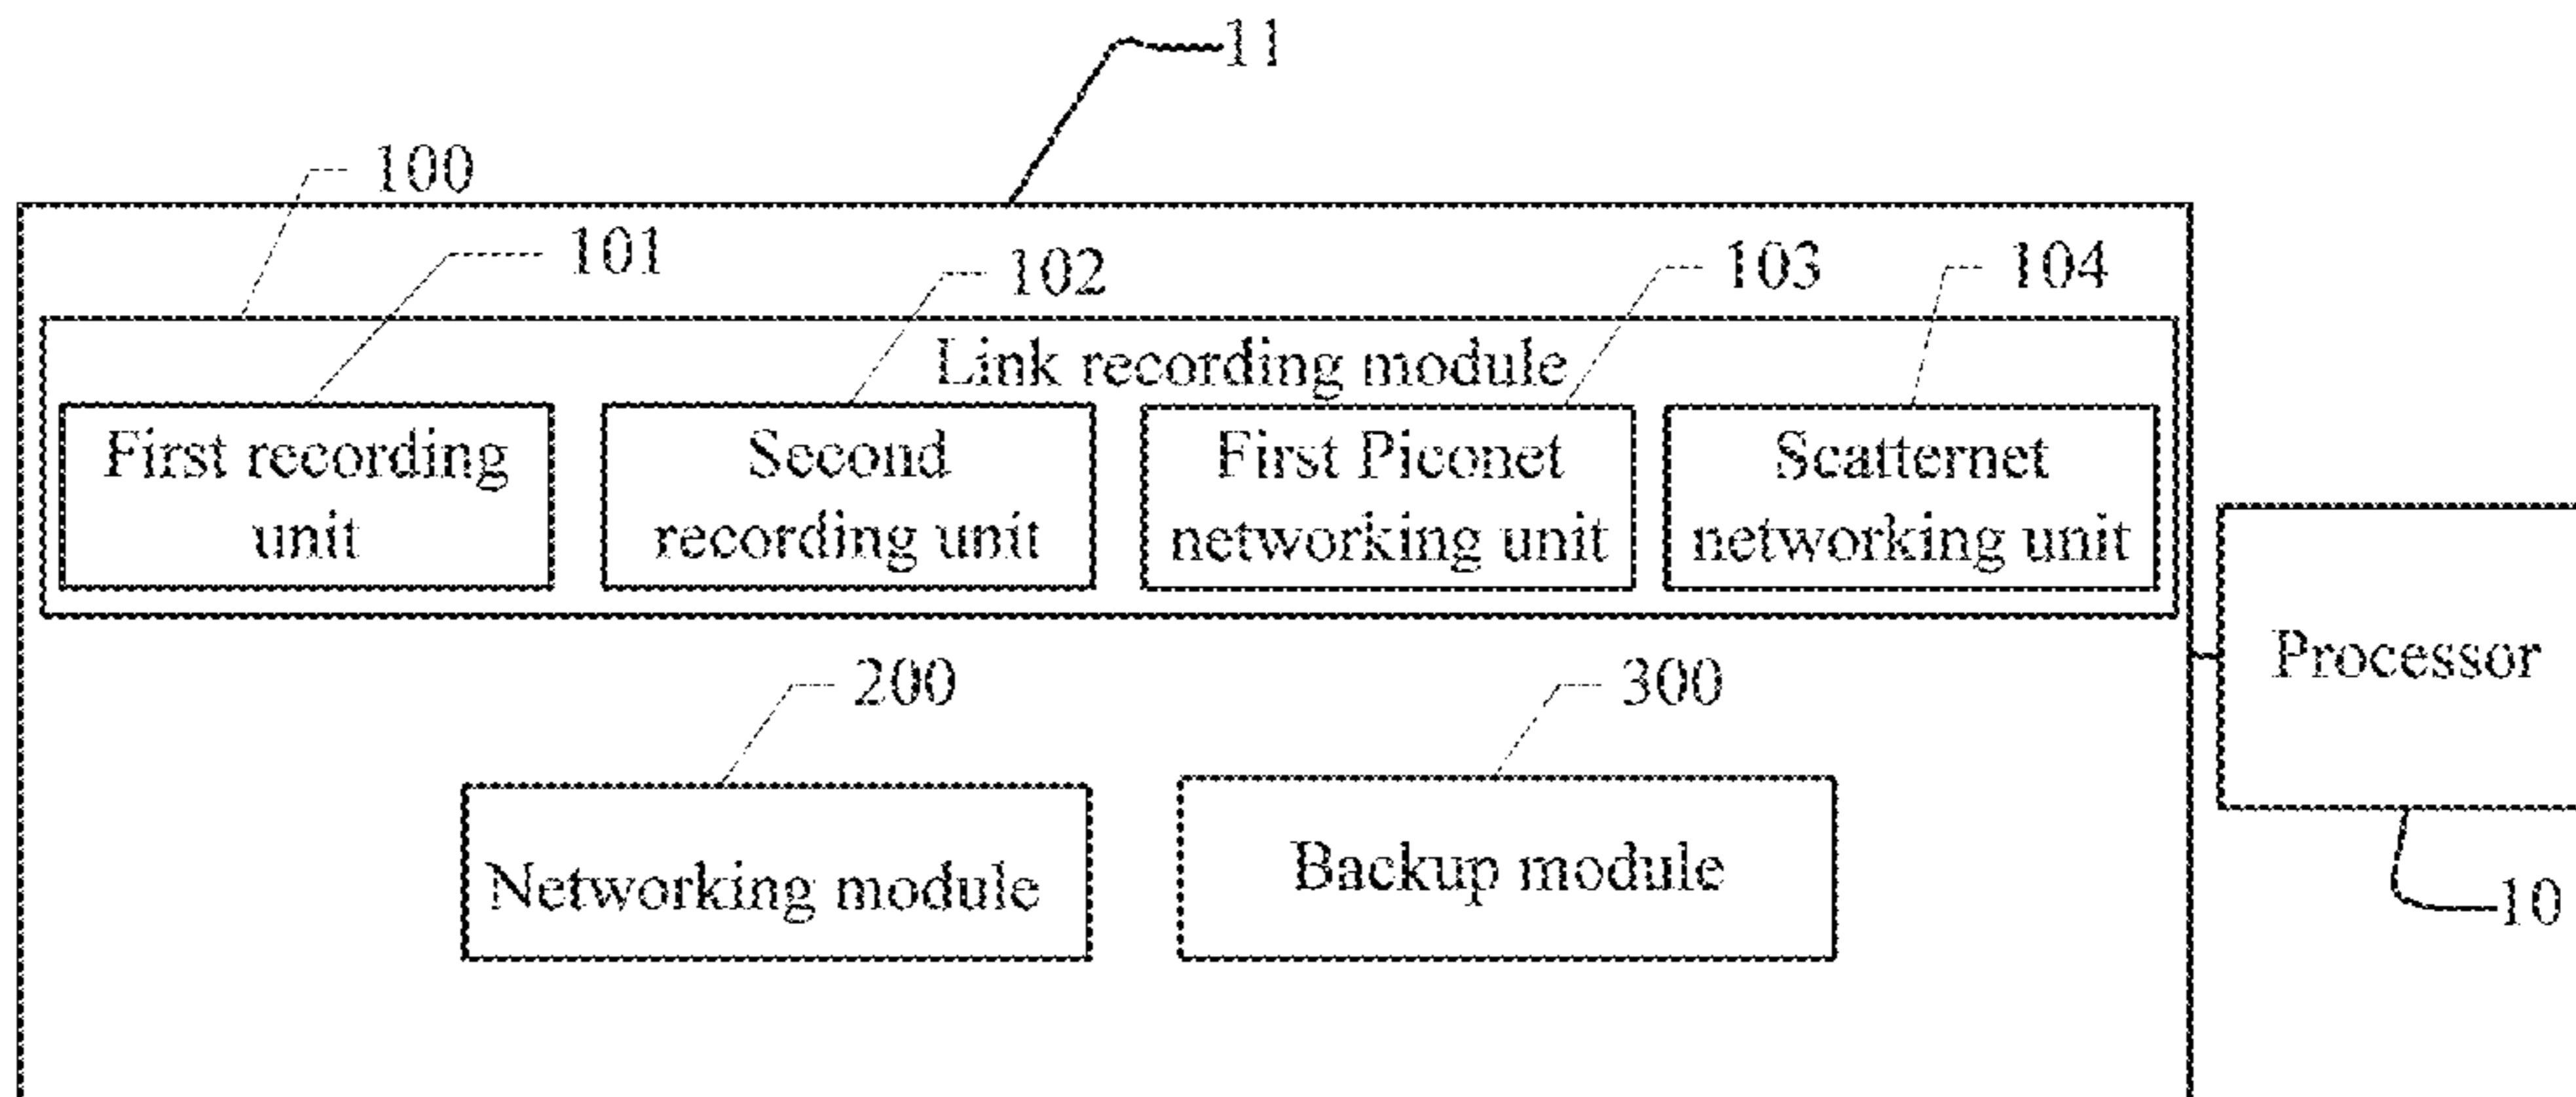 11
100
101
102
103
104
Link recording module
First recording
unit
Second
recording unit
First Piconet
networking unit
Scatternet
networking unit
Processor
200
300
Networking module
Backup module
10